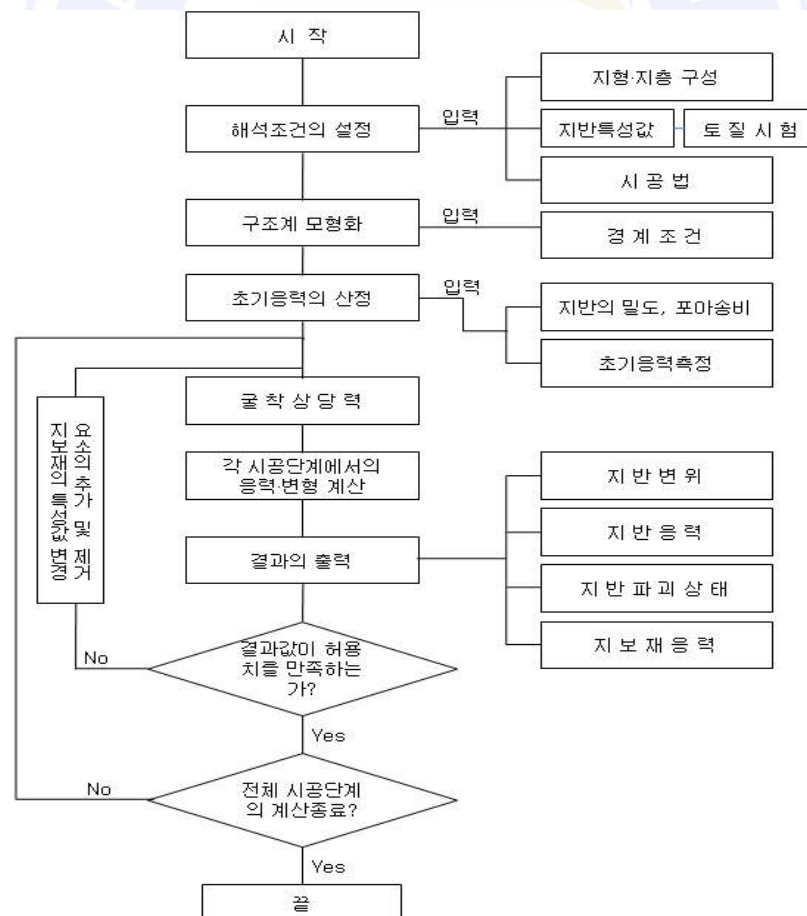 시 작
해석조건의 설정
입력
지형·지층 구성
지반특성값
토 질 시 험
시 공 법
구조계 모형화
입력
경 계 조 건
초기응력의 산정
입력
지반의 밀도, 포아송비
초기응력측정
굴 착 상 당 력
각 시공단계에서의
응력·변형 계산
결과의 출력
지 반 변 위
지 반 응 력
지 반 파 괴 상 태
지 보 재 응 력
요소의 추가 및 제거
지보재의 특성값 변경
결과값이 허용
치를 만족하는
가?
No
Yes
전체 시공단계
의 계산종료?
No
Yes
끝